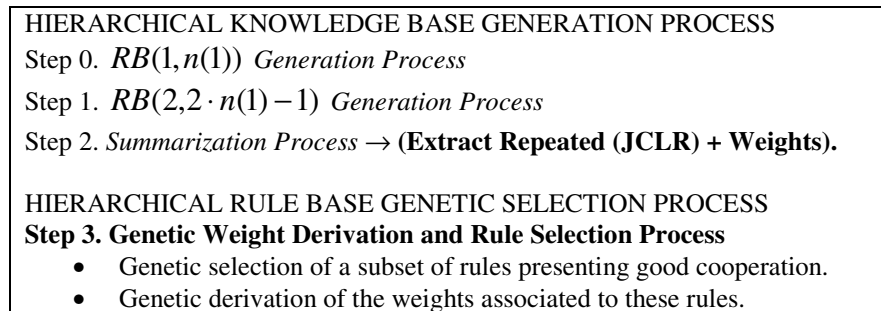 HIERARCHICAL KNOWLEDGE BASE GENERATION PROCESS
Step 0. RB(1,n(1)) Generation Process
Step 1. RB(2,2·n(1)−1) Generation Process
Step 2. Summarization Process → (Extract Repeated (JCLR) + Weights).
HIERARCHICAL RULE BASE GENETIC SELECTION PROCESS
Step 3. Genetic Weight Derivation and Rule Selection Process
• Genetic selection of a subset of rules presenting good cooperation.
• Genetic derivation of the weights associated to these rules.